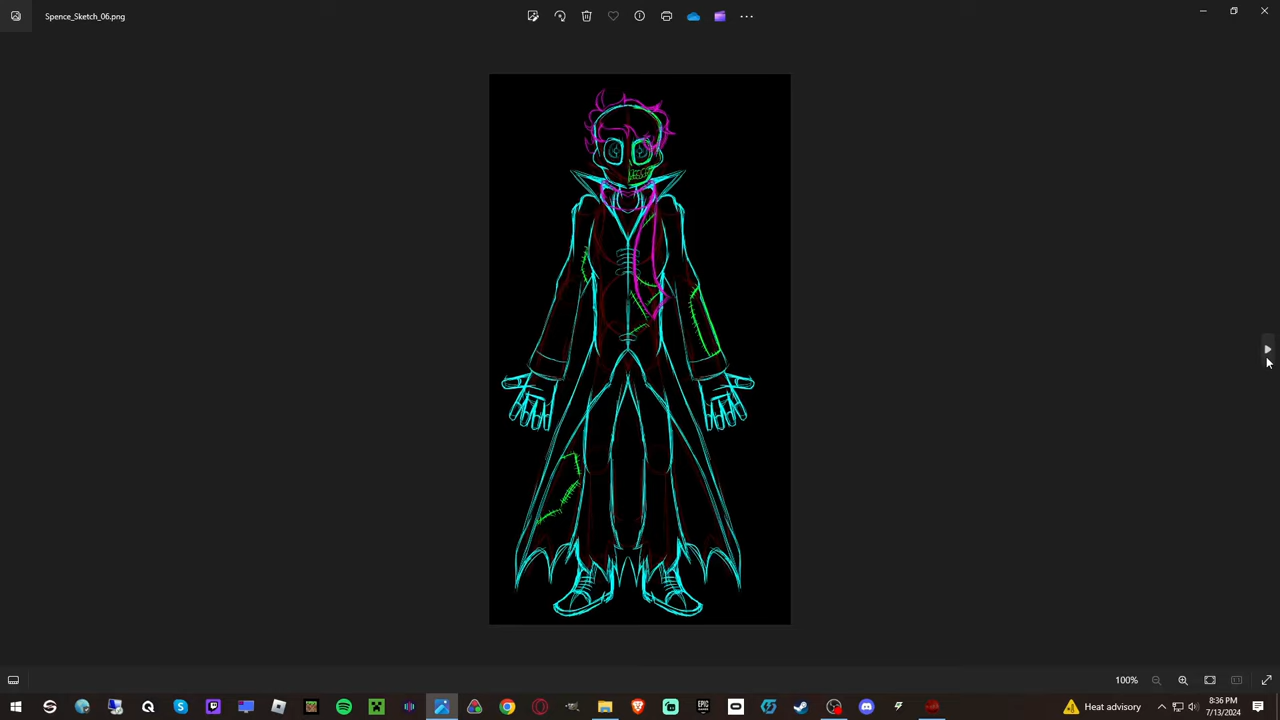 Spence_Sketch_06.png
100%
Heat advisory
8:36 PM
7/13/2024